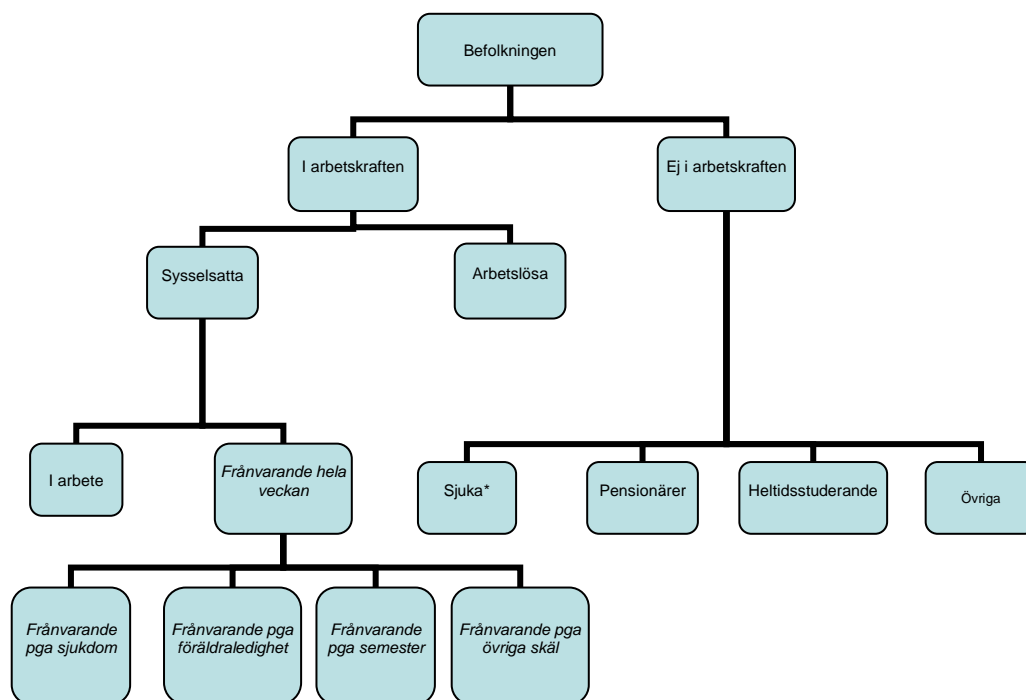 Befolkningen
I arbetskraften
Ej i arbetskraften
Sysselsatta
Arbetslösa
I arbete
Frånvarande hela
veckan
Sjuka*
Pensionärer
Heltidsstuderande
Övriga
Frånvarande
pga sjukdom
Frånvarande pga
föräldraledighet
Frånvarande
pga semester
Frånvarande pga
övriga skäl